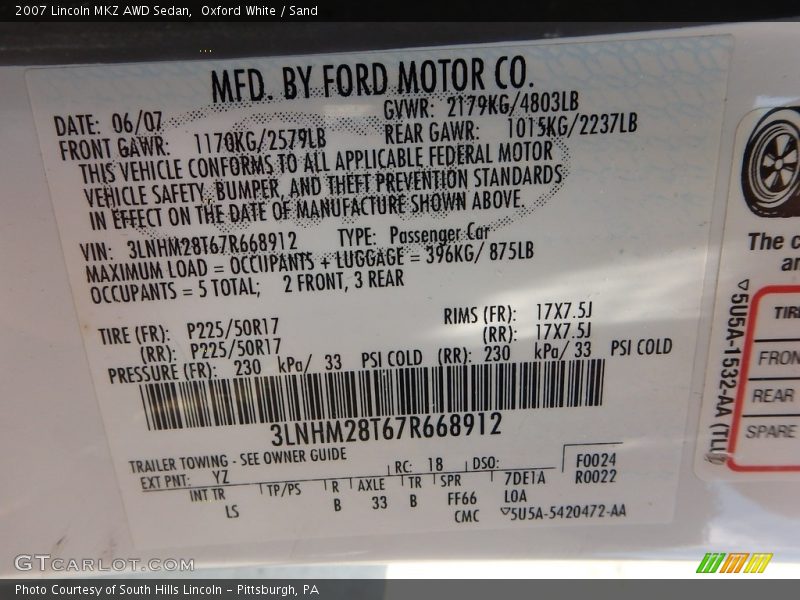 2007 Lincoln MKZ AWD Sedan,  Oxford White / Sand
MFD. BY FORD MOTOR CO.
DATE: 06/07 GVWR: 2179KG/4803LB
FRONT GAWR: 1170KG/2579LB REAR GAWR: 1015KG/2237LB
THIS VEHICLE CONFORMS TO ALL APPLICABLE FEDERAL MOTOR
VEHICLE SAFETY, BUMPER, AND THEFT PREVENTION STANDARDS
IN EFFECT ON THE DATE OF MANUFACTURE SHOWN ABOVE.
VIN: 3LNHM28T67R668912 TYPE: Passenger Car
MAXIMUM LOAD = OCCUPANTS + LUGGAGE = 396KG/ 875LB
OCCUPANTS = 5 TOTAL; 2 FRONT, 3 REAR
TIRE (FR): P225/50R17 RIMS (FR): 17X7.5J
(RR): P225/50R17 (RR): 17X7.5J
PRESSURE (FR): 230 kPa/ 33 PSI COLD (RR): 230 kPa/ 33 PSI COLD
3LNHM28T67R668912
TRAILER TOWING - SEE OWNER GUIDE
EXT PNT: YZ RC: 18 DSO: F0024
INT TR TP/PS R AXLE TR SPR 7DE1A R0022
LS B 33 B FF66 L0A
CMC ▽5U5A-5420472-AA
The c
an
▽5U5A-1532-AA (TLI)
TIRE
FRON
REAR
SPARE
GTCARLOT.COM
Photo Courtesy of South Hills Lincoln – Pittsburgh, PA